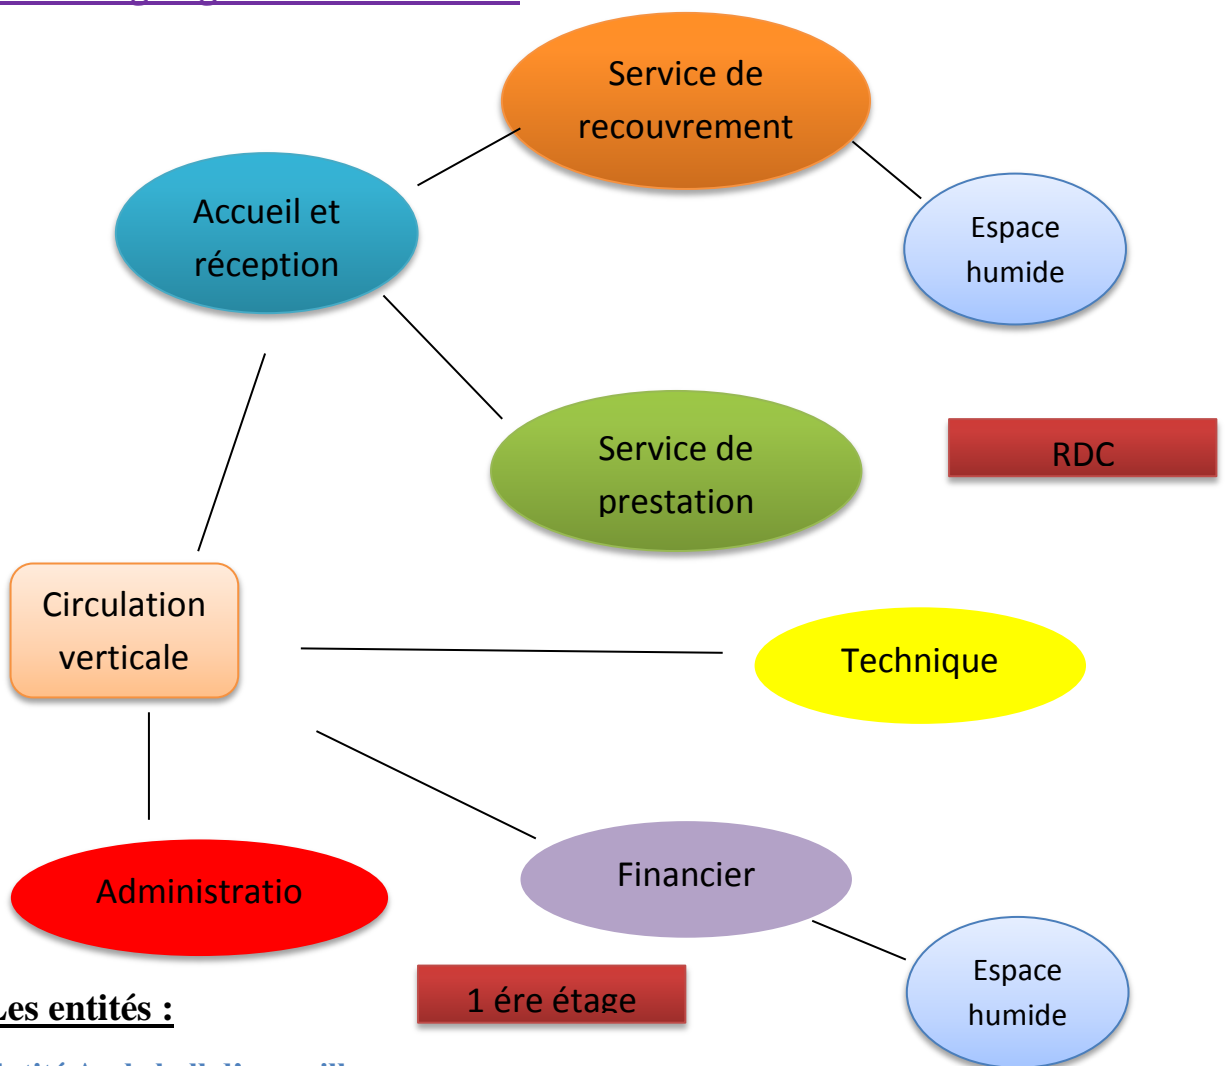 Service de
recouvrement
Accueil et
réception
Espace
humide
Service de
prestation
RDC
Circulation
verticale
Technique
Administratio
Financier
Espace
humide
1 ére étage
Les entités :